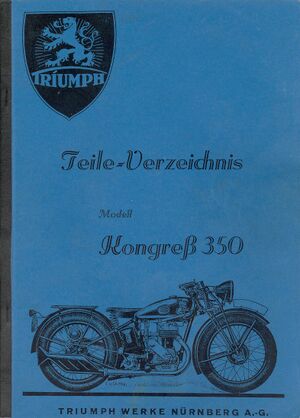 TRIUMPH
Teile-Verzeichnis
Modell
Kongreß 350
TRIUMPH WERKE NÜRNBERG A.-G.